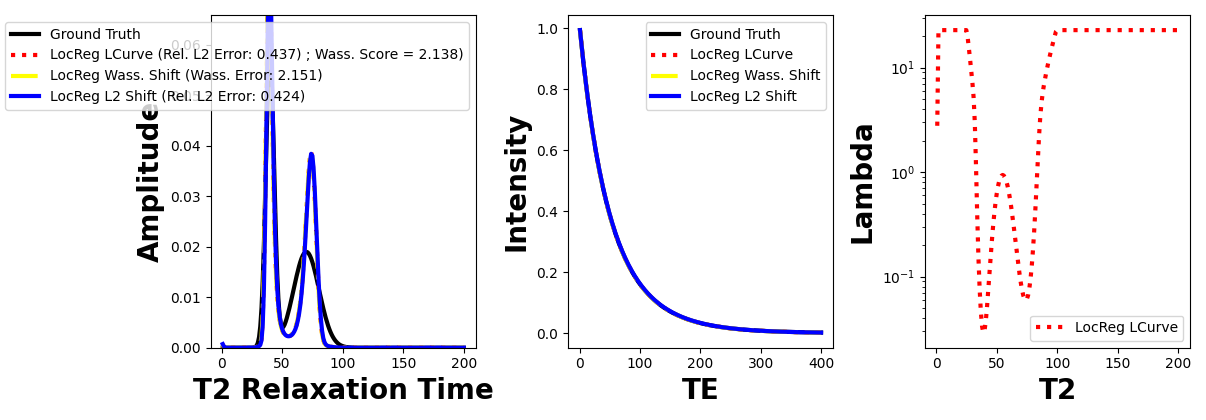 Ground Truth
LocReg LCurve (Rel. L2 Error: 0.437) ; Wass. Score = 2.138)
LocReg Wass. Shift (Wass. Error: 2.151)
LocReg L2 Shift (Rel. L2 Error: 0.424)
Amplitude
0.06
0.05
0.04
0.03
0.02
0.01
0.00
0
50
100
150
200
T2 Relaxation Time
Ground Truth
LocReg LCurve
LocReg Wass. Shift
LocReg L2 Shift
Intensity
1.0
0.8
0.6
0.4
0.2
0.0
0
100
200
300
400
TE
Lambda
10¹
10⁰
10⁻¹
LocReg LCurve
0
50
100
150
200
T2